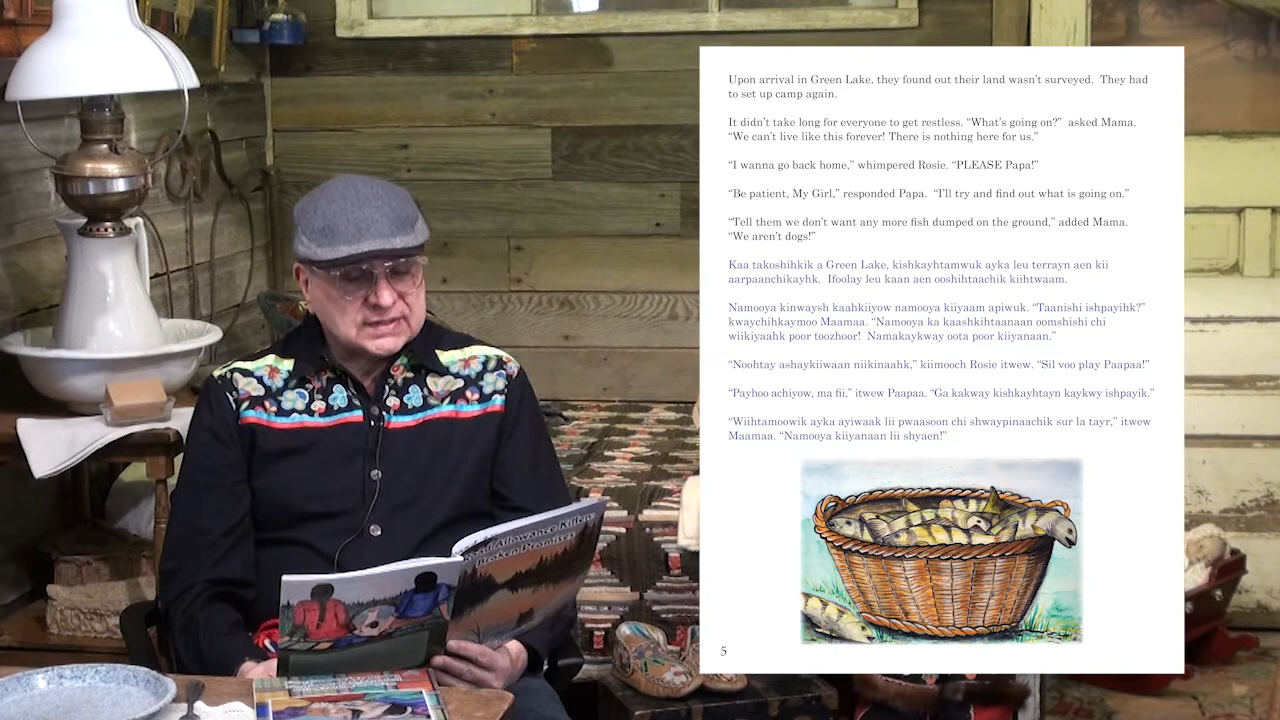 Upon arrival in Green Lake, they found out their land wasn't surveyed.  They had
to set up camp again.
It didn't take long for everyone to get restless. “What's going on?”  asked Mama.
“We can't live like this forever! There is nothing here for us.”
“I wanna go back home,” whimpered Rosie. “PLEASE Papa!”
“Be patient, My Girl,” responded Papa.  “I'll try and find out what is going on.”
“Tell them we don't want any more fish dumped on the ground,” added Mama.
“We aren't dogs!”
Kaa takoshihkik a Green Lake, kishkayhtamwuk ayka leu terrayn aen kii
aarpaanchikayhk.  Ifoolay leu kaan aen ooshihtaachik kiihtwaam.
Namooya kinwaysh kaahkiiyow namooya kiiyaam apiwuk. “Taanishi ishpayihk?”
kwaychihkaymoo Maamaa. “Namooya ka kaashkihtaanaan oomshishi chi
wiikiyaahk poor toozhoor!  Namakaykway oota poor kiiyanaan.”
“Noohtay ashaykiiwaan niikinaahk,” kiimooch Rosie itwew. “Sil voo play Paapaa!”
“Payhoo achiyow, ma fii,” itwew Paapaa. “Ga kakway kishkayhtayn kaykwy ishpayik.”
“Wiihtamoowik ayka ayiwaak lii pwaasoon chi shwaypinaachik sur la tayr,” itwew
Maamaa. “Namooya kiiyanaan lii shyaen!”
5
Road Allowance Kitten
Broken Promises